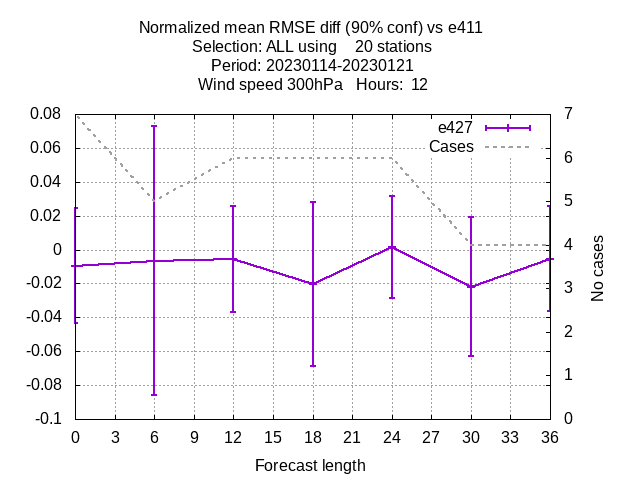 Normalized mean RMSE diff (90% conf) vs e411
Selection: ALL using 20 stations
Period: 20230114-20230121
Wind speed 300hPa Hours: 12
0.08
0.06
0.04
0.02
0
-0.02
-0.04
-0.06
-0.08
-0.1
e427
Cases
7
6
5
4
3
2
1
0
No cases
0 3 6 9 12 15 18 21 24 27 30 33 36
Forecast length